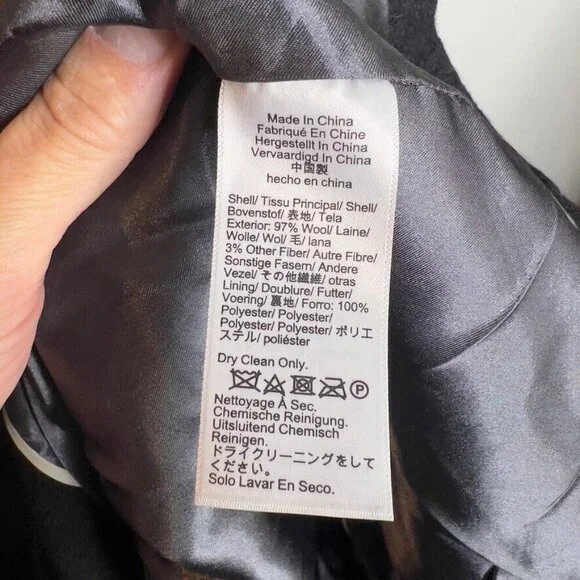 Made In China
Fabriqué En Chine
Hergestellt In China
Vervaardigd In China
中国製
hecho en china
Shell/ Tissu Principal/ Shell/
Bovenstof/ 表地/ Tela
Exterior: 97% Wool/ Laine/
Wolle/ Wol/ 毛/ lana
3% Other Fiber/ Autre Fibre/
Sonstige Fasern/ Andere
Vezel/ その他繊維/ otras
Lining/ Doublure/ Futter/
Voering/ 裏地/ Forro: 100%
Polyester/ Polyester/
Polyester/ Polyester/ ポリエ
ステル/ poliéster
Dry Clean Only.
P
Nettoyage À Sec.
Chemische Reinigung.
Uitsluitend Chemisch
Reinigen.
ドライクリーニングをして
ください。
Solo Lavar En Seco.